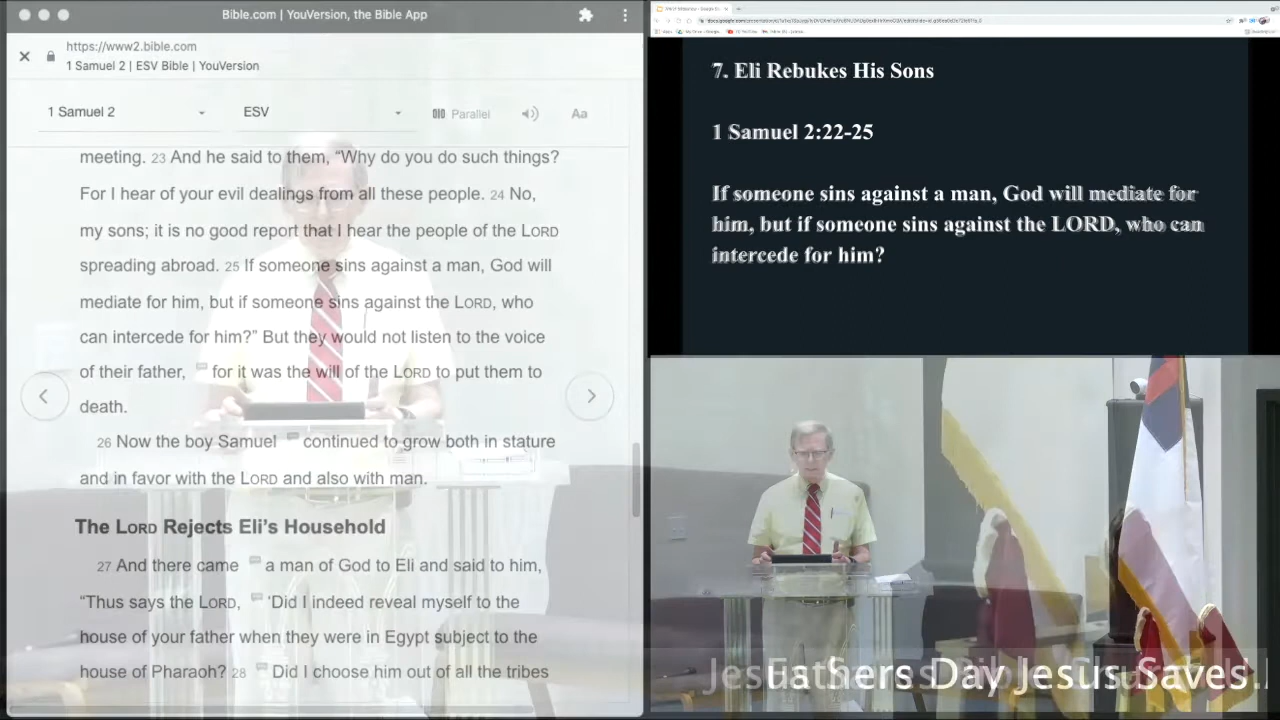 Bible.com | YouVersion, the Bible App
https://www2.bible.com
1 Samuel 2 | ESV Bible | YouVersion
1 Samuel 2
ESV
Parallel
Aa
meeting. 23 And he said to them, “Why do you do such things?
For I hear of your evil dealings from all these people. 24 No,
my sons; it is no good report that I hear the people of the LORD
spreading abroad. 25 If someone sins against a man, God will
mediate for him, but if someone sins against the LORD, who
can intercede for him?” But they would not listen to the voice
of their father, for it was the will of the LORD to put them to
death.
26 Now the boy Samuel continued to grow both in stature
and in favor with the LORD and also with man.
The LORD Rejects Eli’s Household
27 And there came a man of God to Eli and said to him,
“Thus says the LORD, ‘Did I indeed reveal myself to the
house of your father when they were in Egypt subject to the
house of Pharaoh? 28 Did I choose him out of all the tribes
7. Eli Rebukes His Sons
1 Samuel 2:22-25
If someone sins against a man, God will mediate for
him, but if someone sins against the LORD, who can
intercede for him?
Day Jesus Saves..